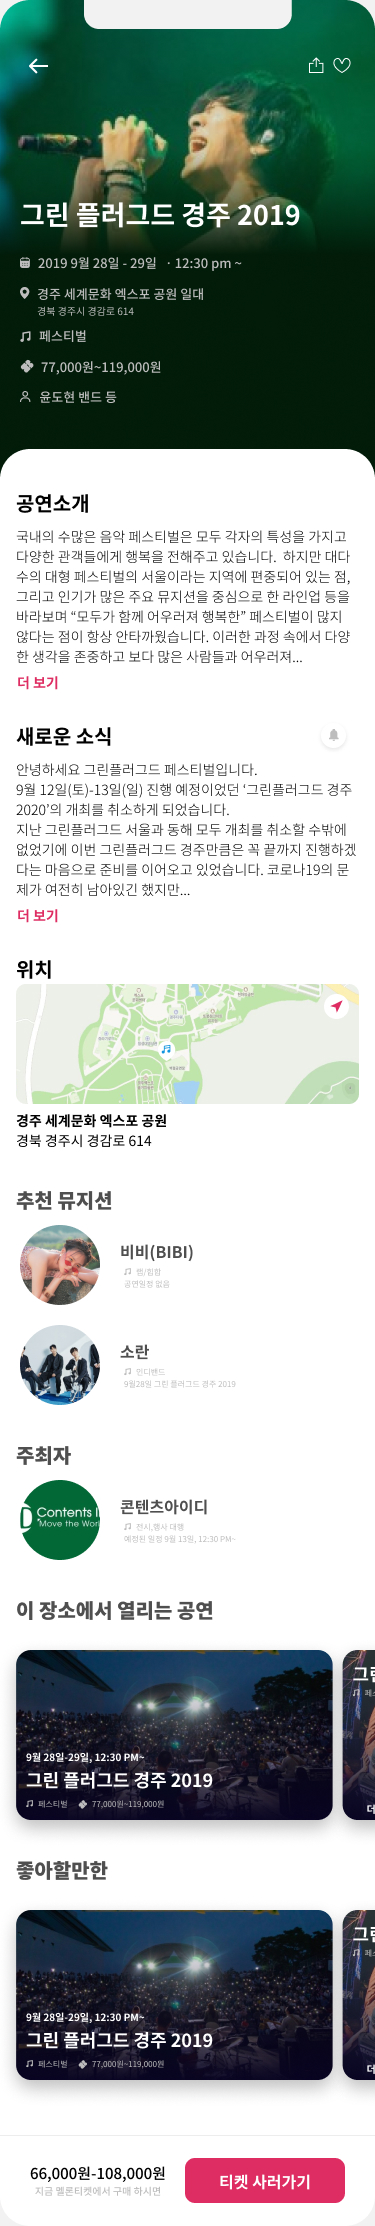 그린 플러그드 경주 2019
2019 9월 28일 - 29일 · 12:30 pm ~
경주 세계문화 엑스포 공원 일대
경북 경주시 경감로 614
페스티벌
77,000원~119,000원
윤도현 밴드 등
공연소개
국내의 수많은 음악 페스티벌은 모두 각자의 특성을 가지고
다양한 관객들에게 행복을 전해주고 있습니다. 하지만 대다
수의 대형 페스티벌의 서울이라는 지역에 편중되어 있는 점,
그리고 인기가 많은 주요 뮤지션을 중심으로 한 라인업 등을
바라보며 “모두가 함께 어우러져 행복한” 페스티벌이 많지
않다는 점이 항상 안타까웠습니다. 이러한 과정 속에서 다양
한 생각을 존중하고 보다 많은 사람들과 어우러져...
더 보기
새로운 소식
안녕하세요 그린플러그드 페스티벌입니다.
9월 12일(토)-13일(일) 진행 예정이었던 ‘그린플러그드 경주
2020’의 개최를 취소하게 되었습니다.
지난 그린플러그드 서울과 동해 모두 개최를 취소할 수밖에
없었기에 이번 그린플러그드 경주만큼은 꼭 끝까지 진행하겠
다는 마음으로 준비를 이어오고 있었습니다. 코로나19의 문
제가 여전히 남아있긴 했지만...
더 보기
위치
경주 세계문화 엑스포 공원
경북 경주시 경감로 614
추천 뮤지션
비비(BIBI)
랩/힙합
공연일정 없음
소란
인디밴드
9월28일 그린 플러그드 경주 2019
주최자
Contents I
Move the Worl
콘텐츠아이디
전시,행사 대행
예정된 일정 9월 13일, 12:30 PM~
이 장소에서 열리는 공연
9월 28일-29일, 12:30 PM~
그린 플러그드 경주 2019
페스티벌 77,000원~119,000원
좋아할만한
9월 28일-29일, 12:30 PM~
그린 플러그드 경주 2019
페스티벌 77,000원~119,000원
66,000원-108,000원
지금 멜론티켓에서 구매 하시면
티켓 사러가기